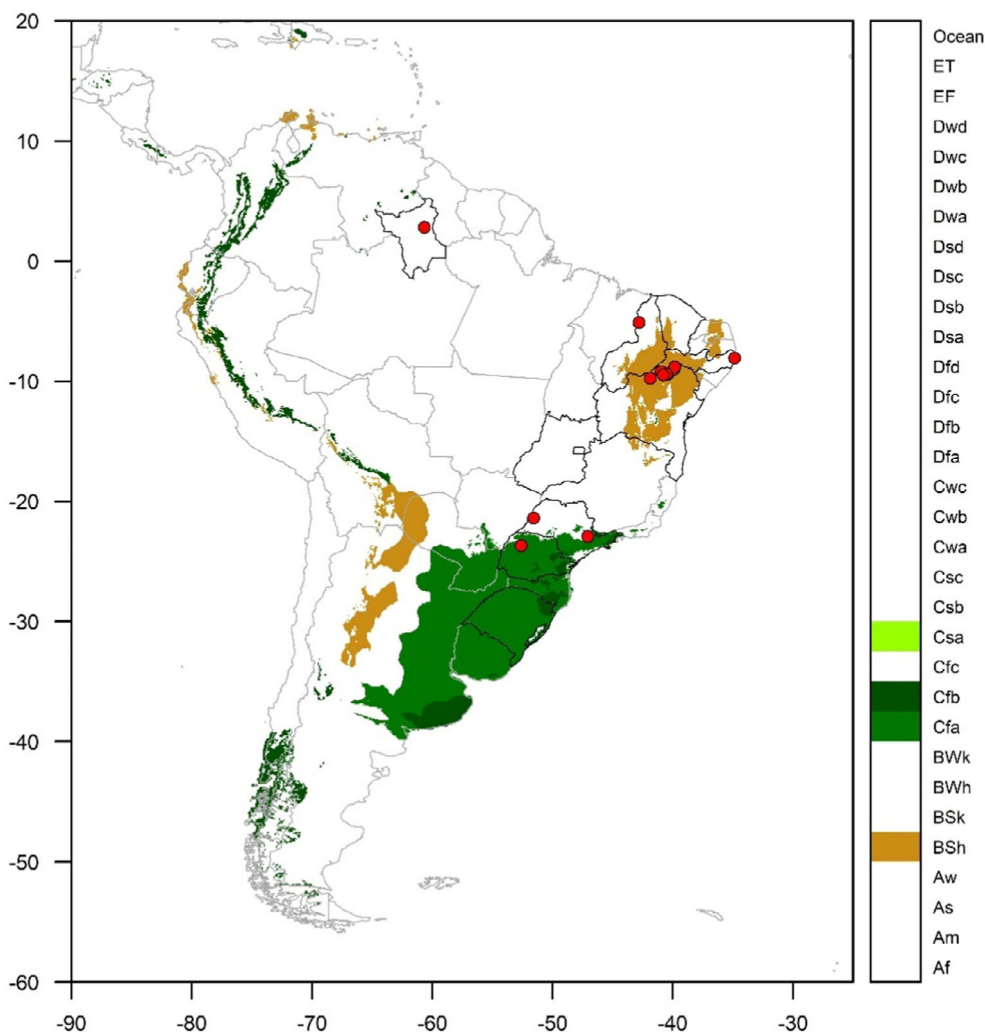 20
10
0
-10
-20
-30
-40
-50
-60
-90
-80
-70
-60
-50
-40
-30
Ocean
ET
EF
Dwd
Dwc
Dwb
Dwa
Dsd
Dsc
Dsb
Dsa
Dfd
Dfc
Dfb
Dfa
Cwc
Cwb
Cwa
Csc
Csb
Csa
Cfc
Cfb
Cfa
BWk
BWh
BSk
BSh
Aw
As
Am
Af